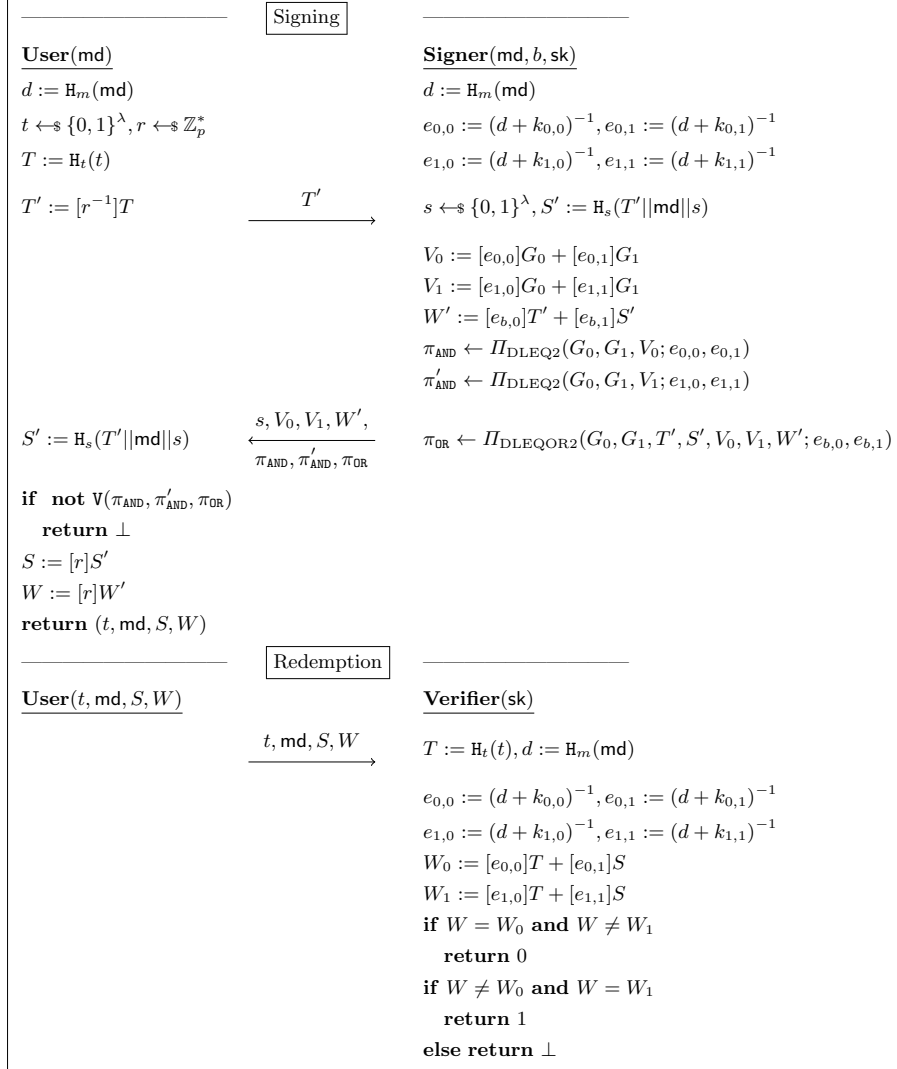 Signing
User(md) Signer(md, b, sk)
d := H_m(md) d := H_m(md)
t ←$ {0, 1}^λ, r ←$ ℤ_p^* e_{0,0} := (d + k_{0,0})^{−1}, e_{0,1} := (d + k_{0,1})^{−1}
T := H_t(t) e_{1,0} := (d + k_{1,0})^{−1}, e_{1,1} := (d + k_{1,1})^{−1}
T′ := [r^{−1}]T T′ s ←$ {0, 1}^λ, S′ := H_s(T′||md||s)
V_0 := [e_{0,0}]G_0 + [e_{0,1}]G_1
V_1 := [e_{1,0}]G_0 + [e_{1,1}]G_1
W′ := [e_{b,0}]T′ + [e_{b,1}]S′
π_AND ← Π_DLEQ2(G_0, G_1, V_0; e_{0,0}, e_{0,1})
π′_AND ← Π_DLEQ2(G_0, G_1, V_1; e_{1,0}, e_{1,1})
S′ := H_s(T′||md||s) s, V_0, V_1, W′, π_AND, π′_AND, π_OR π_OR ← Π_DLEQOR2(G_0, G_1, T′, S′, V_0, V_1, W′; e_{b,0}, e_{b,1})
if not V(π_AND, π′_AND, π_OR)
return ⊥
S := [r]S′
W := [r]W′
return (t, md, S, W)
Redemption
User(t, md, S, W) Verifier(sk)
t, md, S, W T := H_t(t), d := H_m(md)
e_{0,0} := (d + k_{0,0})^{−1}, e_{0,1} := (d + k_{0,1})^{−1}
e_{1,0} := (d + k_{1,0})^{−1}, e_{1,1} := (d + k_{1,1})^{−1}
W_0 := [e_{0,0}]T + [e_{0,1}]S
W_1 := [e_{1,0}]T + [e_{1,1}]S
if W = W_0 and W ≠ W_1
return 0
if W ≠ W_0 and W = W_1
return 1
else return ⊥